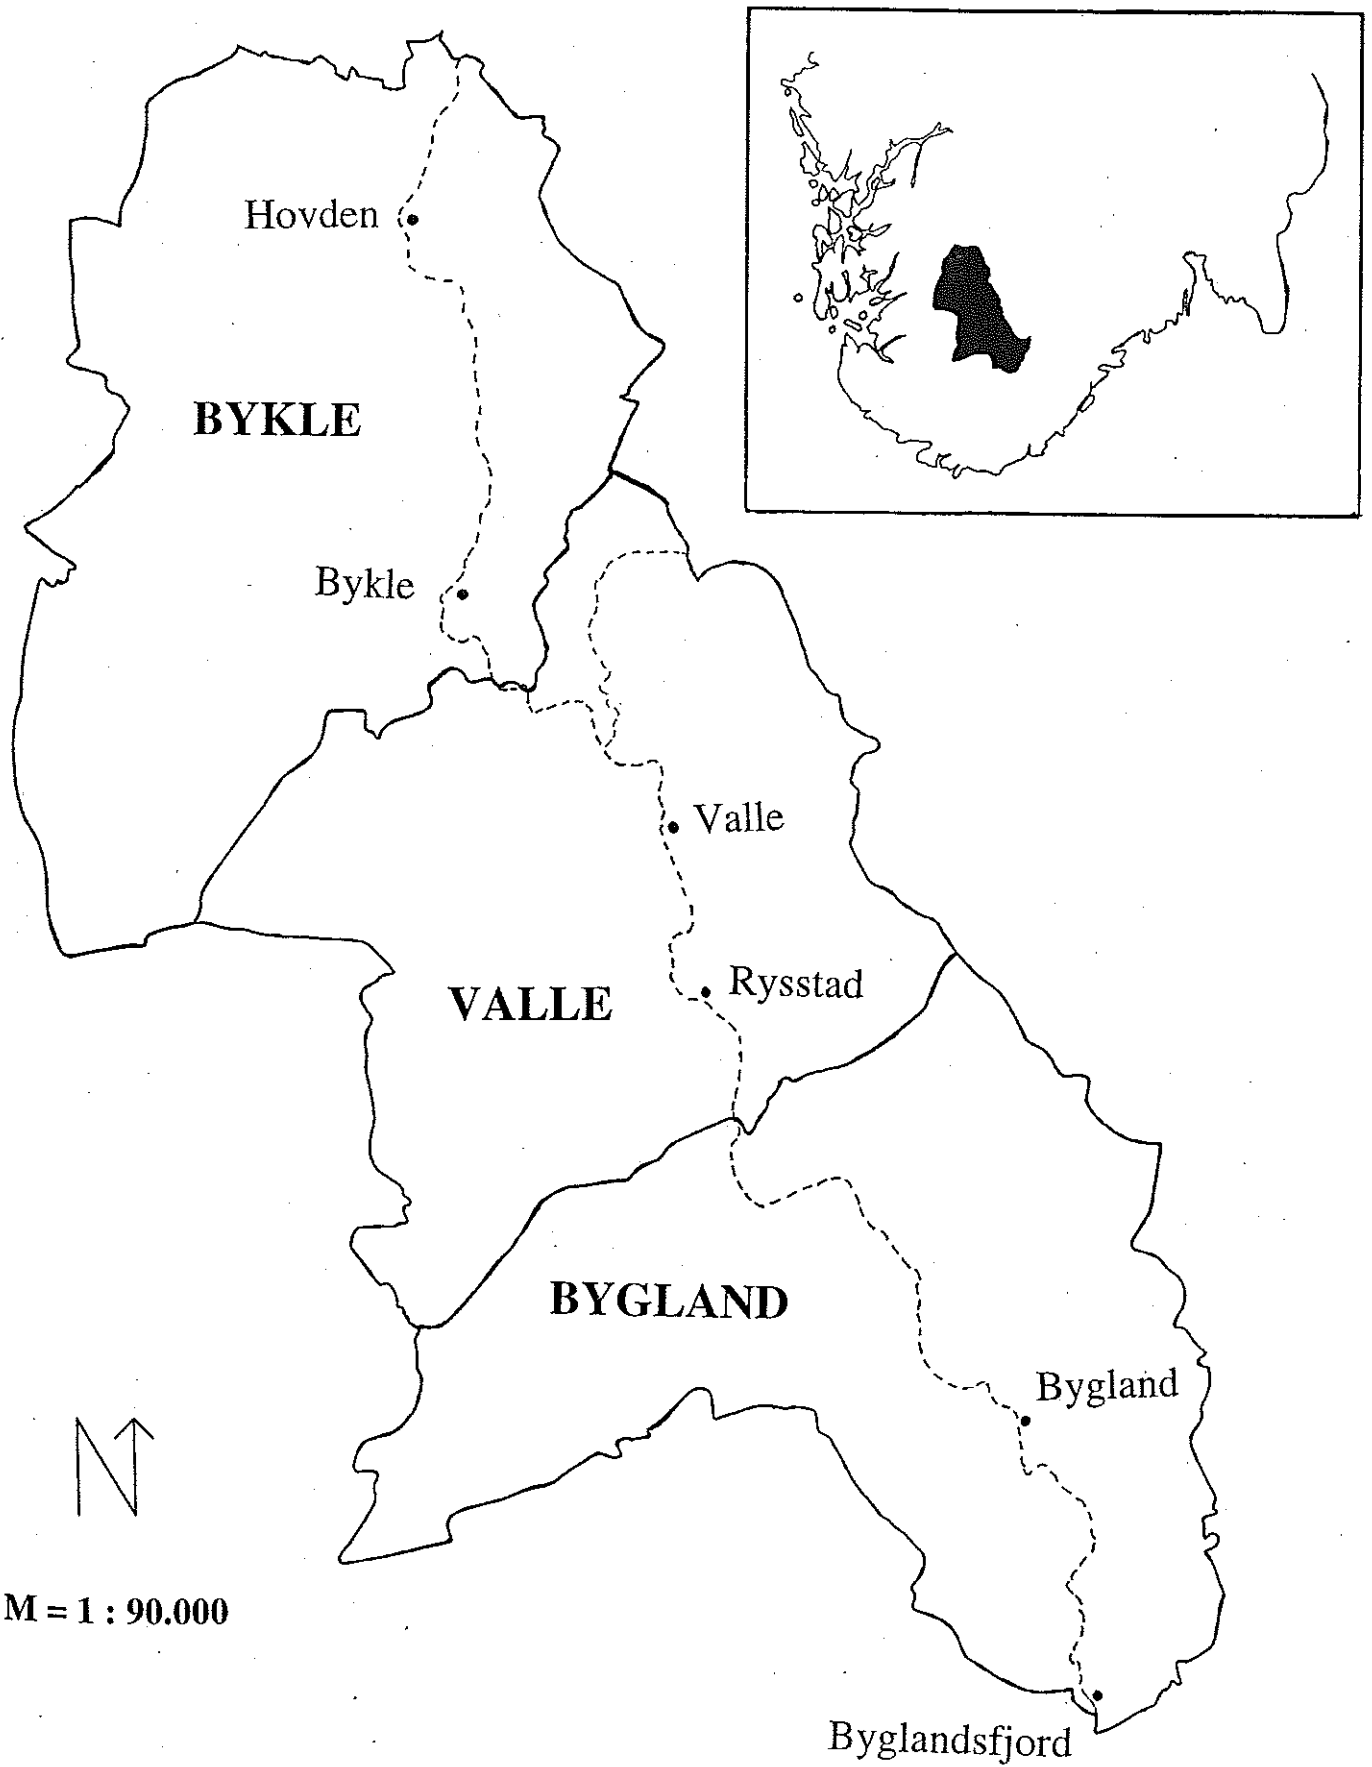 Hovden
BYKLE
Bykle
Valle
Rysstad
VALLE
BYGLAND
Bygland
N
M = 1 : 90.000
Byglandsfjord